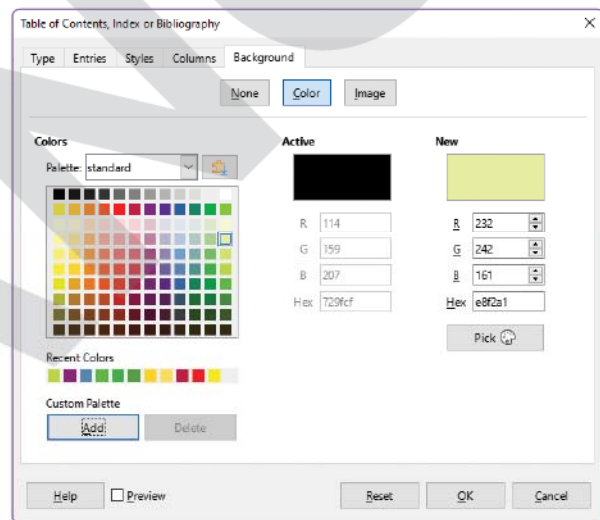 Table of Contents, Index or Bibliography
Type Entries Styles Columns Background
None Color Image
Colors Active New
Palette: standard
R 114 R 232
G 159 G 242
B 207 B 161
Hex 729fcf Hex e8f2a1
Pick
Recent Colors
Custom Palette
Add Delete
Help Preview Reset OK Cancel